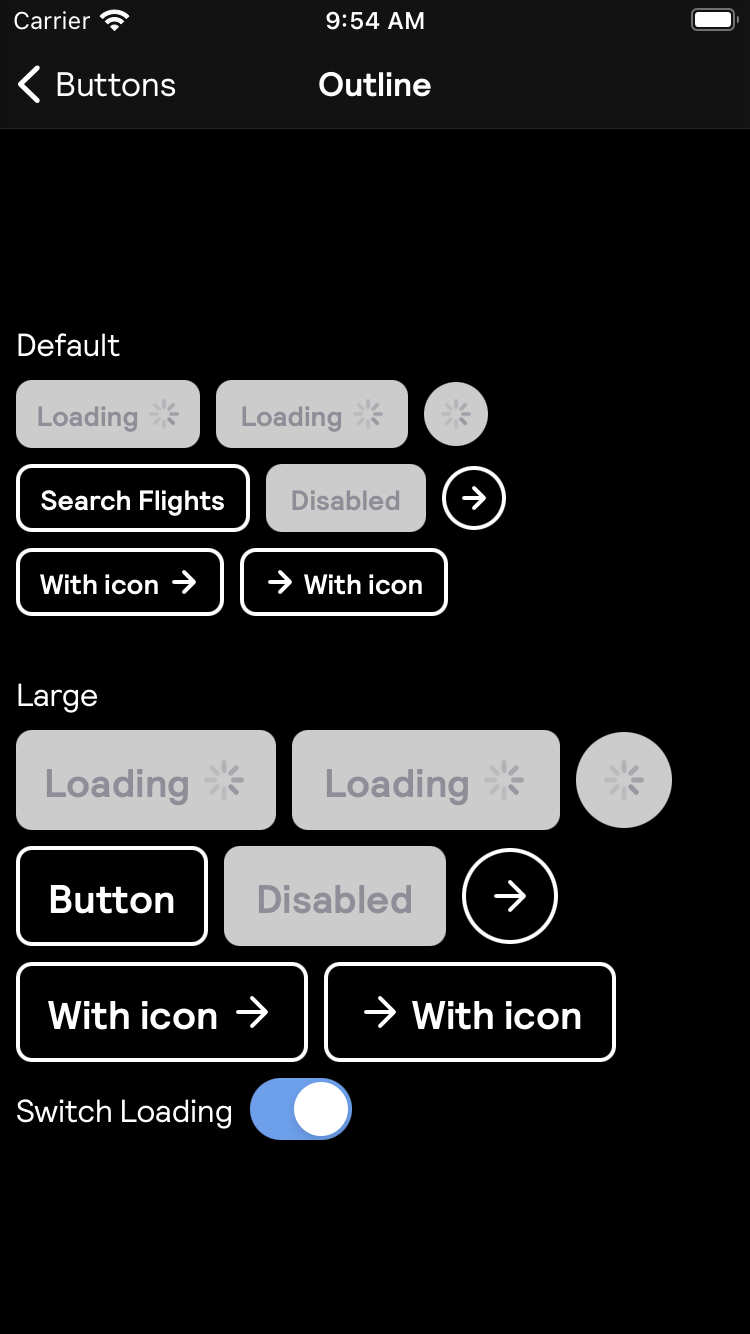 Carrier 9:54 AM
Buttons Outline
Default
Loading Loading
Search Flights Disabled
With icon With icon
Large
Loading Loading
Button Disabled
With icon With icon
Switch Loading